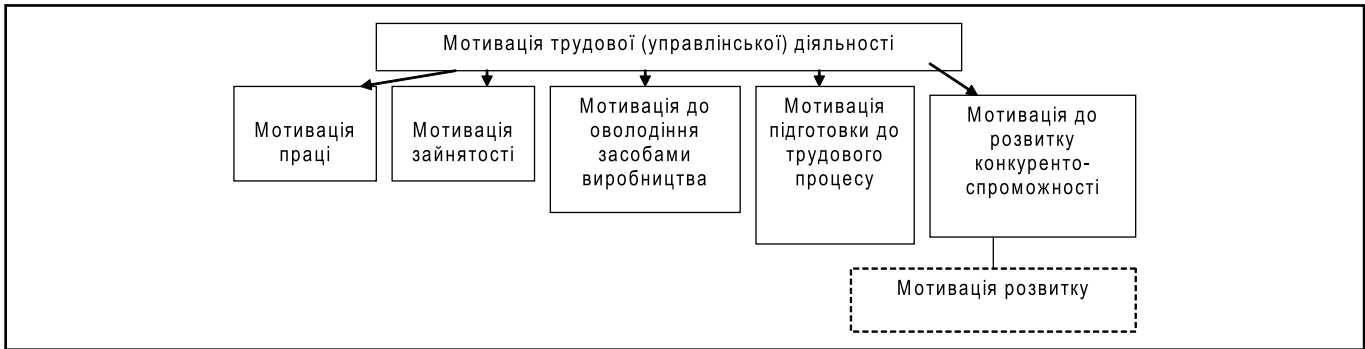 Мотивація трудової (управлінської) діяльності
Мотивація
праці
Мотивація
зайнятості
Мотивація до
оволодіння
засобами
виробництва
Мотивація
підготовки до
трудового
процесу
Мотивація до
розвитку
конкуренто-
спроможності
Мотивація розвитку